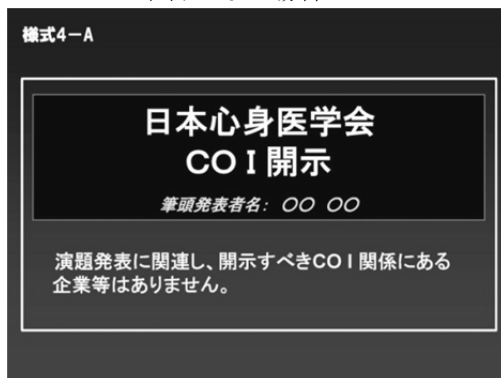 様式4－A
日本心身医学会
ＣＯＩ開示
筆頭発表者名： 〇〇 〇〇
演題発表に関連し、開示すべきCOI関係にある
企業等はありません。